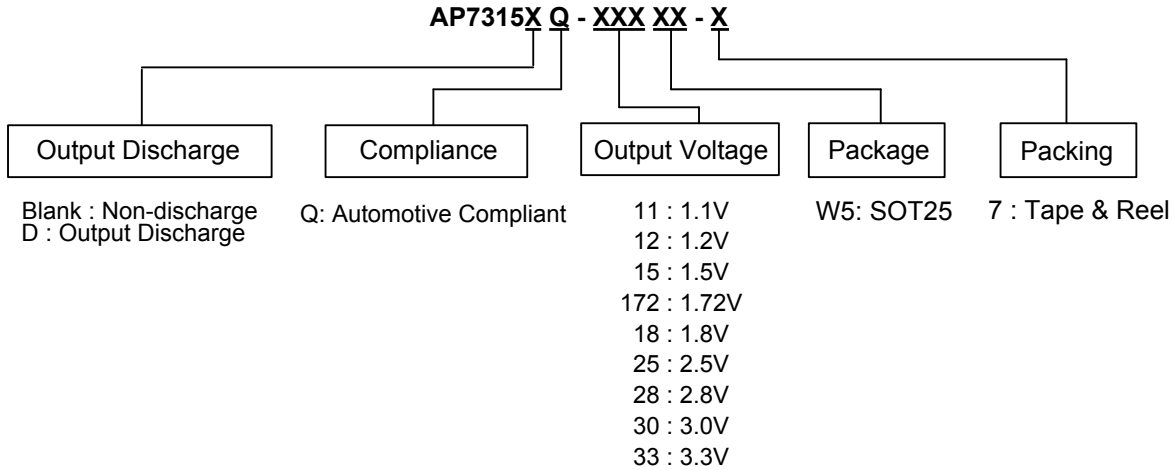 AP7315X Q - XXX XX - X
Output Discharge
Compliance
Output Voltage
Package
Packing
Blank : Non-discharge
D : Output Discharge
Q: Automotive Compliant
11 : 1.1V
12 : 1.2V
15 : 1.5V
172 : 1.72V
18 : 1.8V
25 : 2.5V
28 : 2.8V
30 : 3.0V
33 : 3.3V
W5: SOT25
7 : Tape & Reel